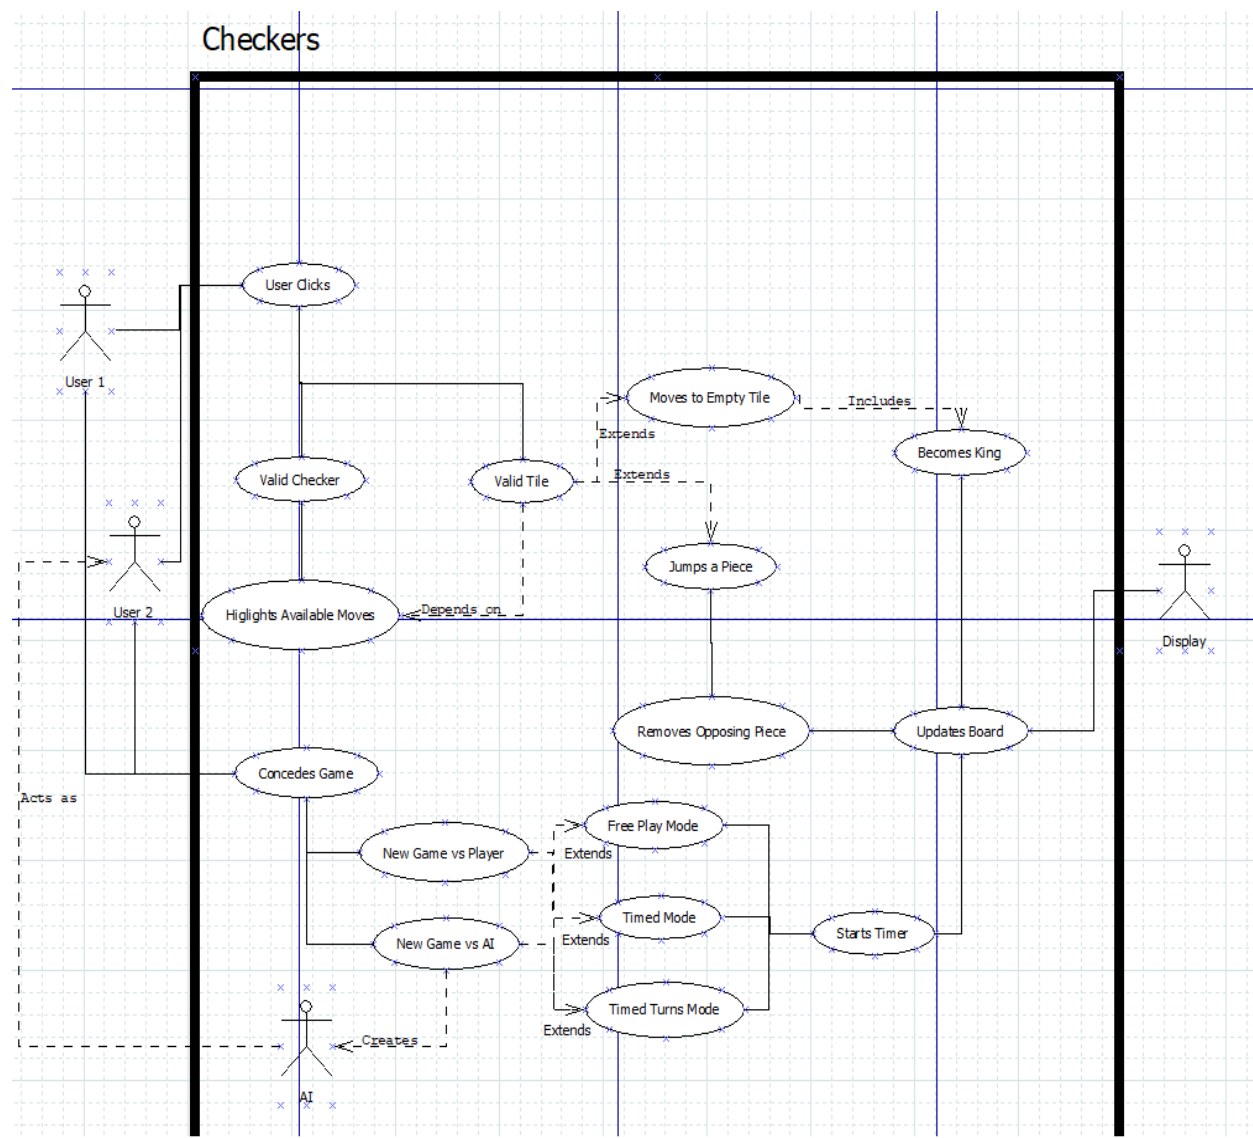 Checkers
User Clicks
User 1
Moves to Empty Tile
Includes
Extends
Becomes King
Valid Checker
Valid Tile
Extends
Jumps a Piece
User 2
Higlights Available Moves
Depends on
Display
Removes Opposing Piece
Updates Board
Concedes Game
Acts as
Free Play Mode
New Game vs Player
Extends
Timed Mode
Starts Timer
New Game vs AI
Extends
Timed Turns Mode
Extends
Creates
AI